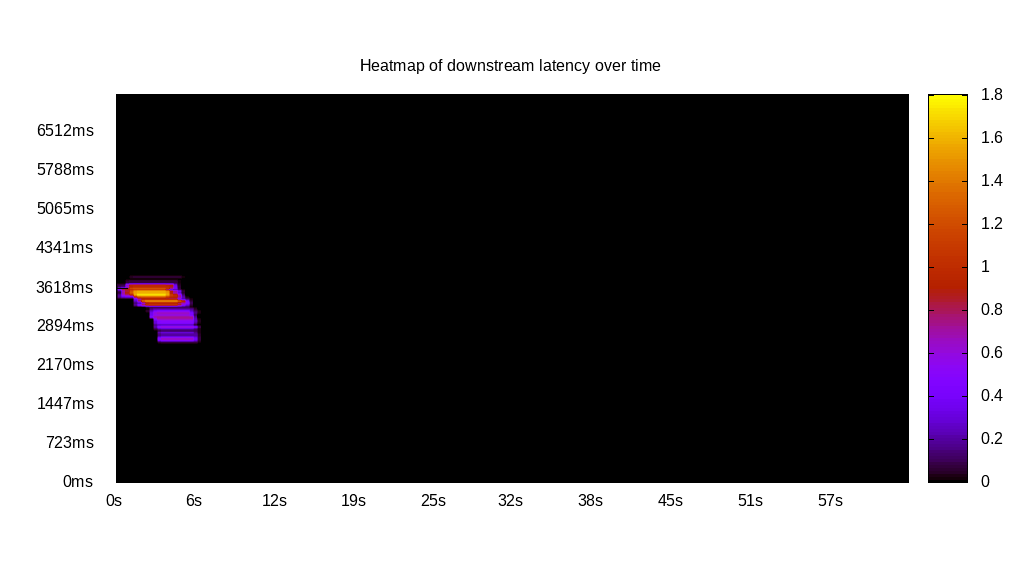 Heatmap of downstream latency over time
6512ms
5788ms
5065ms
4341ms
3618ms
2894ms
2170ms
1447ms
723ms
0ms
0s 6s 12s 19s 25s 32s 38s 45s 51s 57s
1.8
1.6
1.4
1.2
1
0.8
0.6
0.4
0.2
0